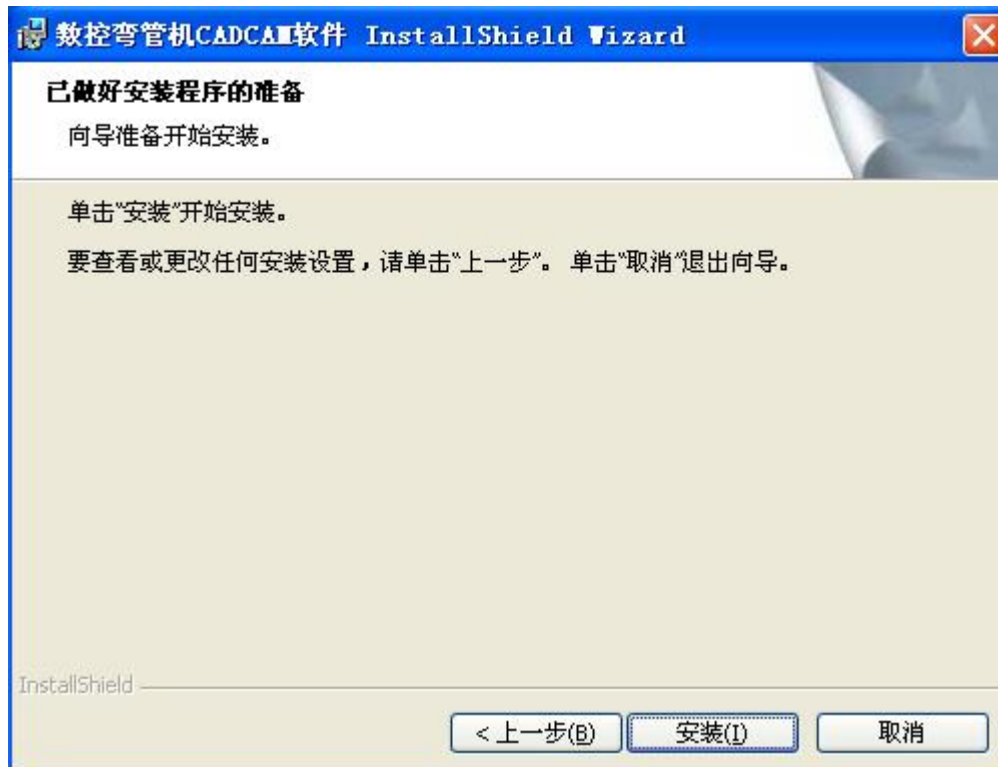 数控弯管机CADCAM软件 InstallShield Wizard
已做好安装程序的准备
向导准备开始安装。
单击“安装”开始安装。
要查看或更改任何安装设置，请单击“上一步”。 单击“取消”退出向导。
InstallShield
< 上一步(B) 安装(I) 取消